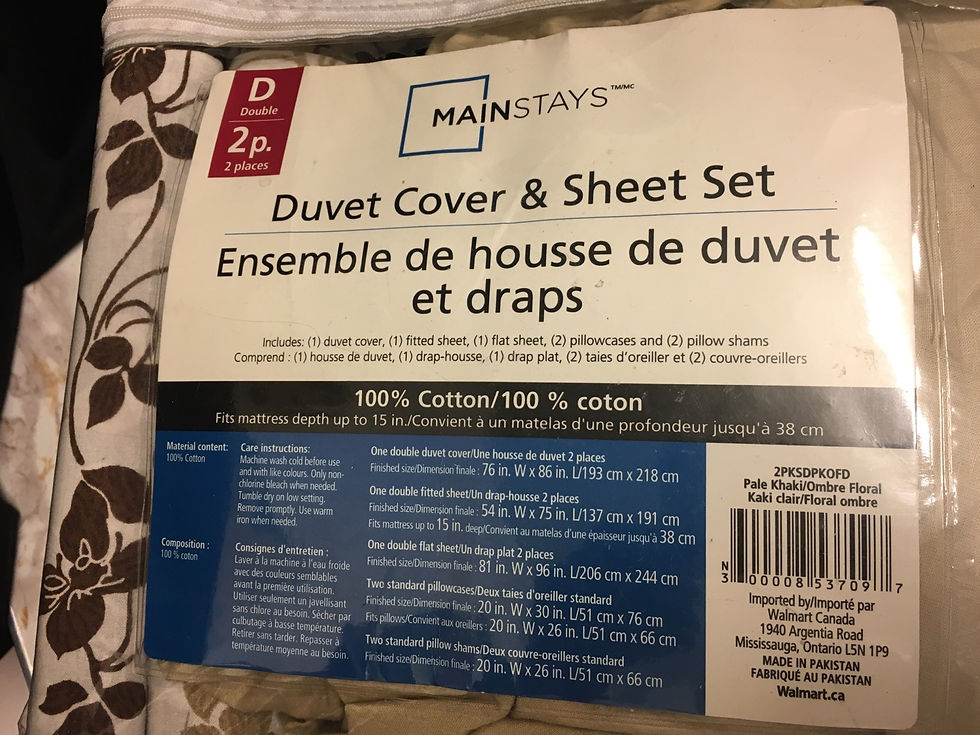 D
Double
2p.
2 places
MAINSTAYS™/MC
Duvet Cover & Sheet Set
Ensemble de housse de duvet
et draps
Includes: (1) duvet cover, (1) fitted sheet, (1) flat sheet, (2) pillowcases and (2) pillow shams
Comprend : (1) housse de duvet, (1) drap-housse, (1) drap plat, (2) taies d'oreiller et (2) couvre-oreillers
100% Cotton/100 % coton
Fits mattress depth up to 15 in./Convient à un matelas d'une profondeur jusqu'à 38 cm
Material content:
100% Cotton
Composition :
100 % coton
Care instructions:
Machine wash cold before use
and with like colours. Only non-
chlorine bleach when needed.
Tumble dry on low setting.
Remove promptly. Use warm
iron when needed.
Consignes d'entretien :
Laver à la machine à l'eau froide
avec des couleurs semblables
avant la première utilisation.
Utiliser seulement un javellisant
sans chlore au besoin. Sécher par
culbutage à basse température.
Retirer sans tarder. Repasser à
température moyenne au besoin.
One double duvet cover/Une housse de duvet 2 places
Finished size/Dimension finale : 76 in. W x 86 in. L/193 cm x 218 cm
One double fitted sheet/Un drap-housse 2 places
Finished size/Dimension finale : 54 in. W x 75 in. L/137 cm x 191 cm
Fits mattress up to 15 in. deep/Convient au matelas d'une épaisseur jusqu'à 38 cm
One double flat sheet/Un drap plat 2 places
Finished size/Dimension finale : 81 in. W x 96 in. L/206 cm x 244 cm
Two standard pillowcases/Deux taies d'oreiller standard
Finished size/Dimension finale : 20 in. W x 30 in. L/51 cm x 76 cm
Fits pillows/Convient aux oreillers : 20 in. W x 26 in. L/51 cm x 66 cm
Two standard pillow shams/Deux couvre-oreillers standard
Finished size/Dimension finale : 20 in. W x 26 in. L/51 cm x 66 cm
2PKSDPKOFD
Pale Khaki/Ombre Floral
Kaki clair/Floral ombre
N
3 00008 53709 7
Imported by/Importé par
Walmart Canada
1940 Argentia Road
Mississauga, Ontario L5N 1P9
MADE IN PAKISTAN
FABRIQUÉ AU PAKISTAN
Walmart.ca